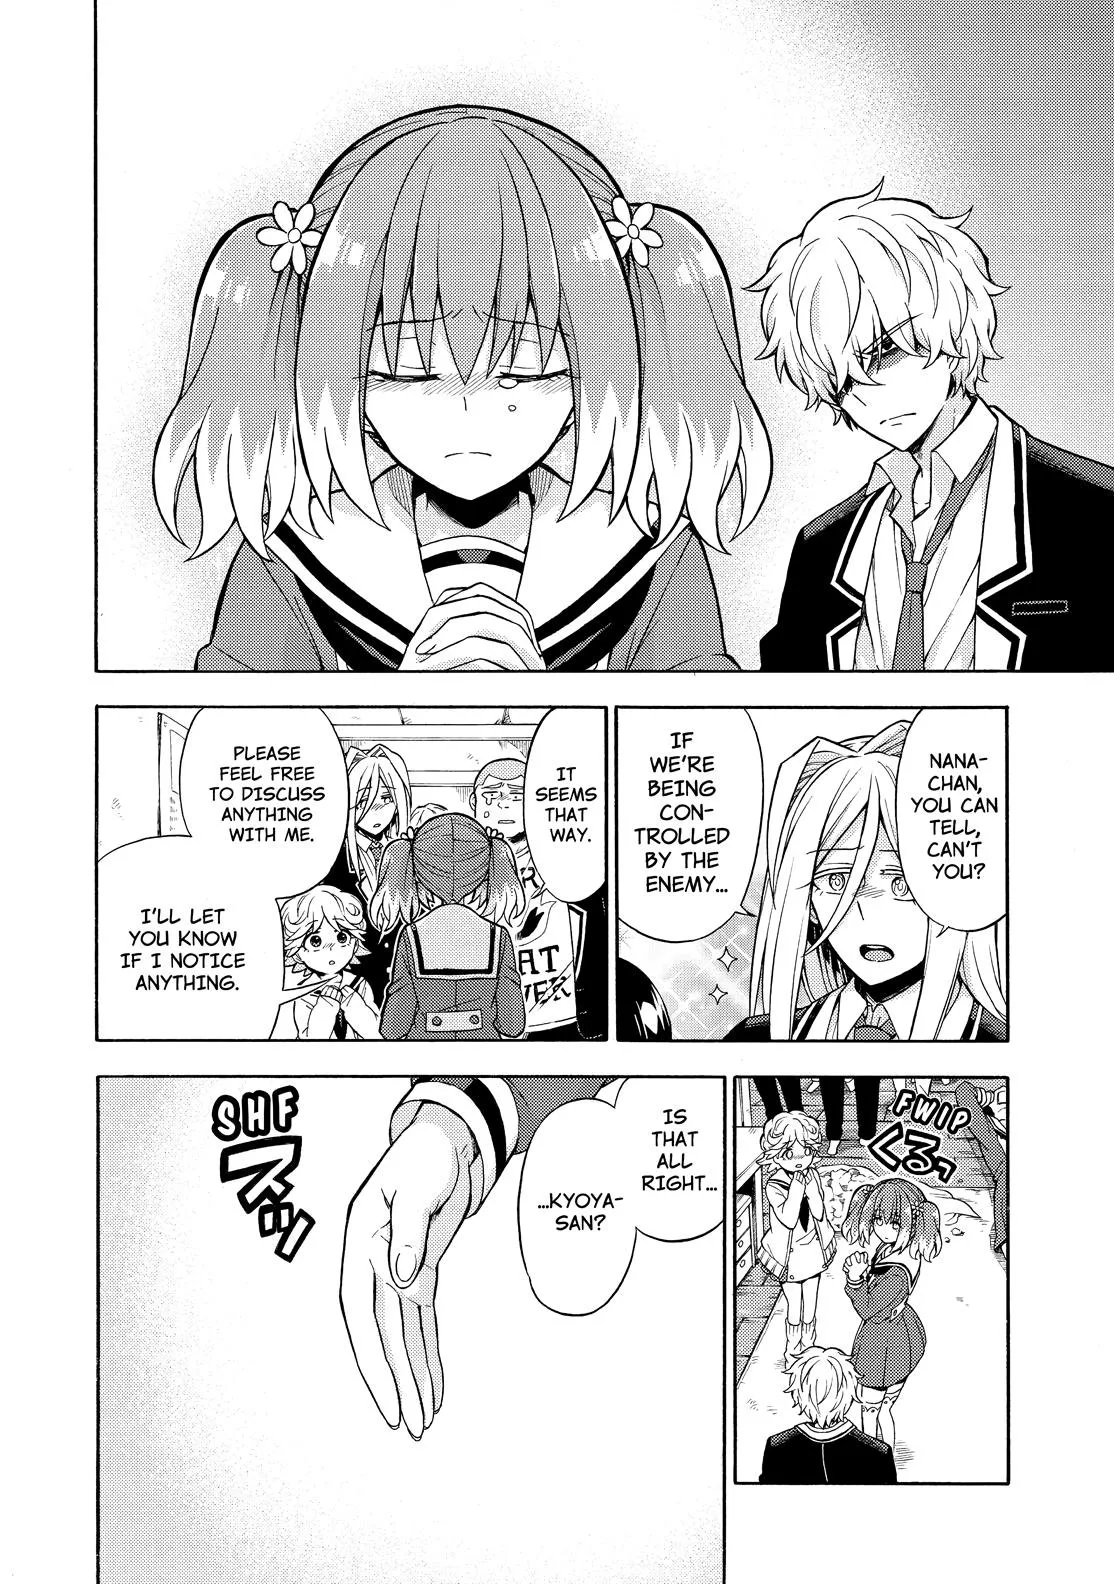 NANA-
CHAN,
YOU CAN
TELL,
CAN'T
YOU?
IF
WE'RE
BEING
CON-
TROLLED
BY THE
ENEMY...
IT
SEEMS
THAT
WAY.
PLEASE
FEEL FREE
TO DISCUSS
ANYTHING
WITH ME.
I'LL LET
YOU KNOW
IF I NOTICE
ANYTHING.
AT
VER
FWIP
くるっ
IS
THAT
ALL
RIGHT...
...KYOYA-
SAN?
SHF
スッ